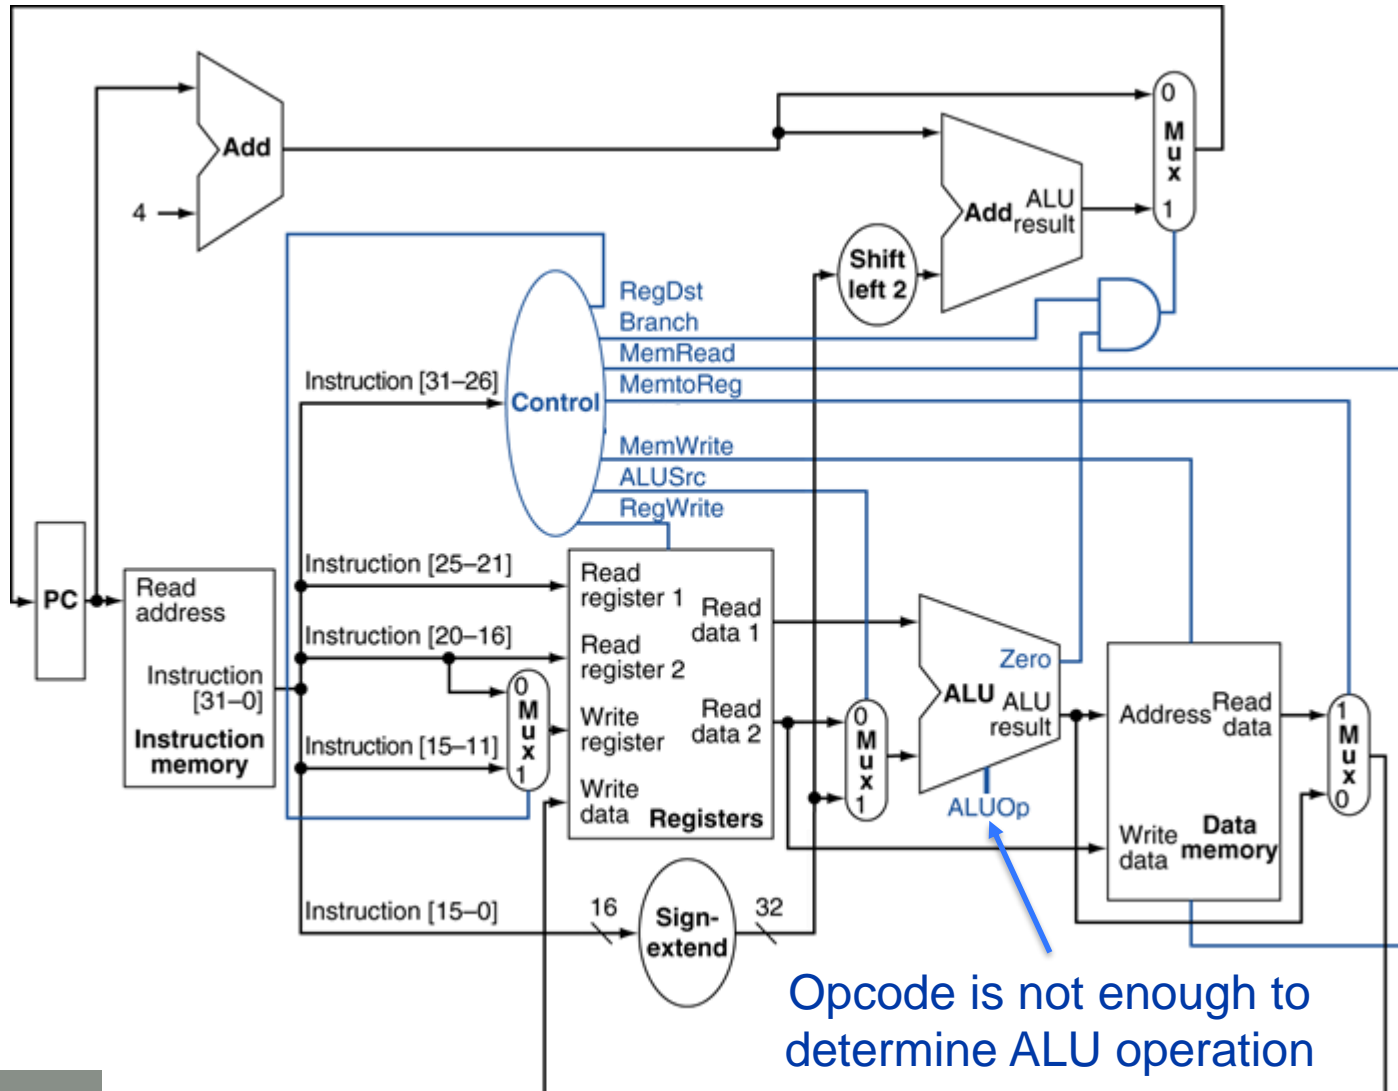 Add
4
0
M
u
x
1
Add
ALU
result
Shift
left 2
RegDst
Branch
MemRead
MemtoReg
MemWrite
ALUSrc
RegWrite
Control
Instruction [31–26]
Instruction [25–21]
Instruction [20–16]
Instruction [15–11]
Instruction [15–0]
PC
Read
address
Instruction
[31–0]
Instruction
memory
0
M
u
x
1
Read
register 1
Read
register 2
Write
register
Write
data
Read
data 1
Read
data 2
Registers
16
Sign-
extend
32
0
M
u
x
1
Zero
ALU
ALU
result
ALUOp
Address
Read
data
Write
data
Data
memory
1
M
u
x
0
Opcode is not enough to
determine ALU operation